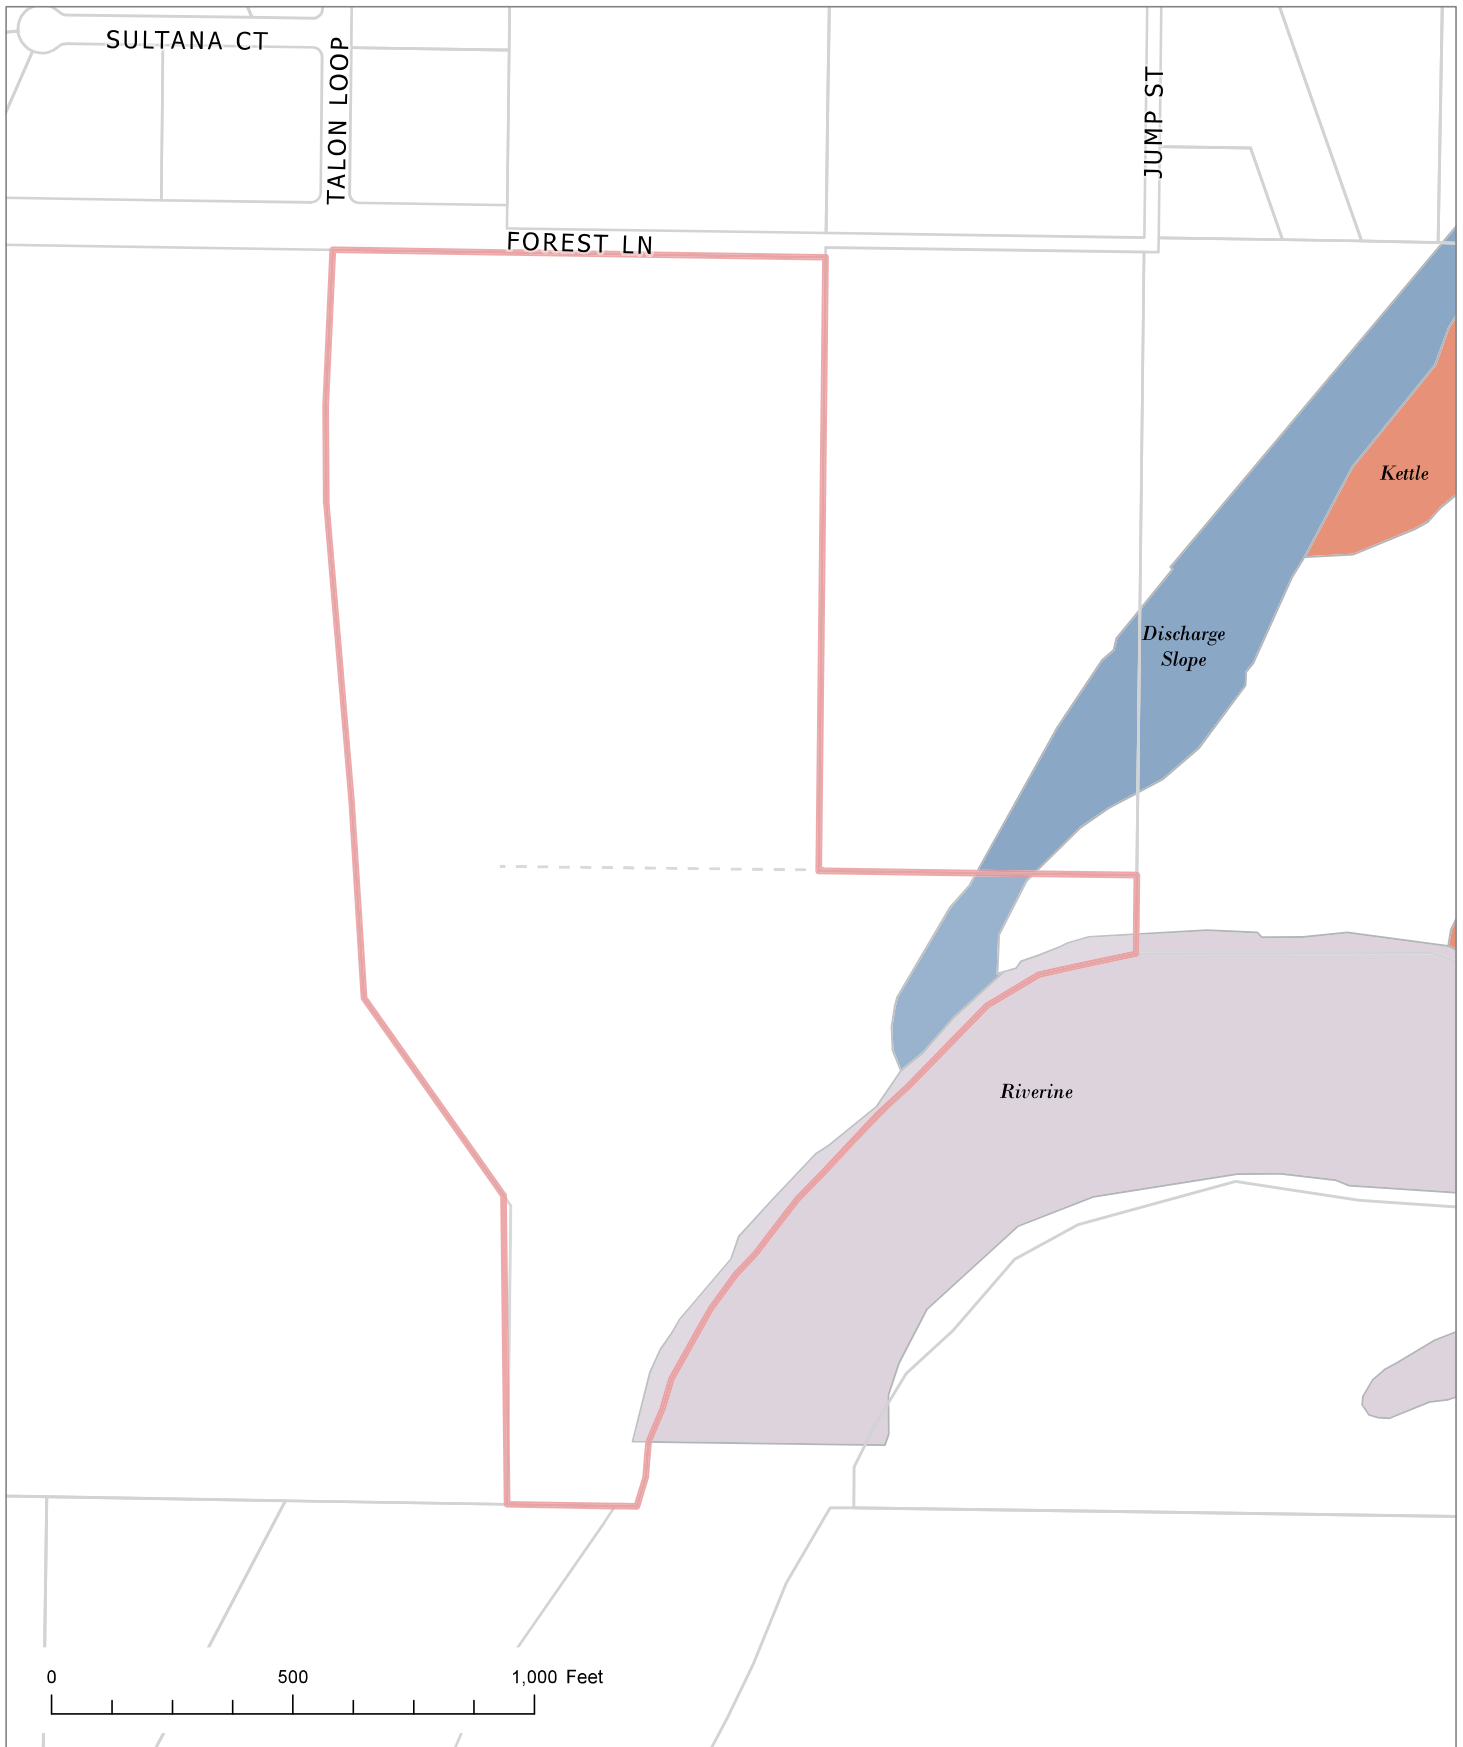 SULTANA CT
TALON LOOP
JUMP ST
FOREST LN
Kettle
Discharge
Slope
Riverine
0 500 1,000 Feet